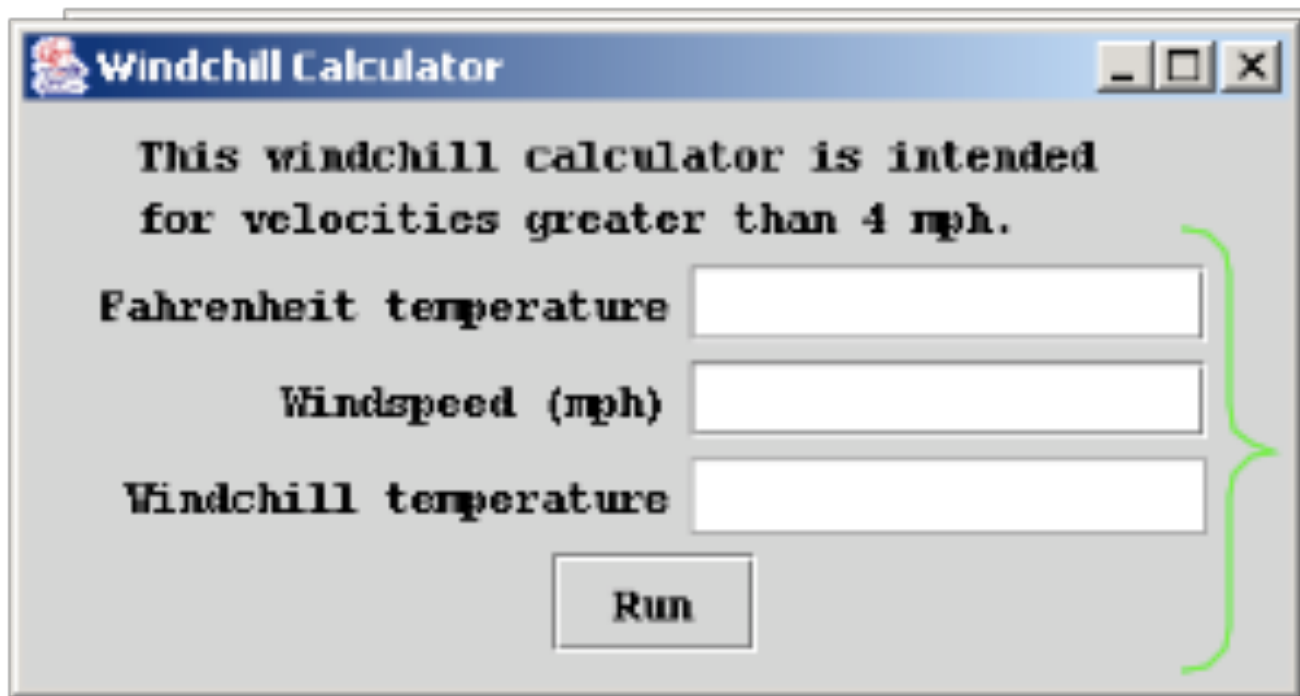 Windchill Calculator
This windchill calculator is intended
for velocities greater than 4 mph.
Fahrenheit temperature
Windspeed (mph)
Windchill temperature
Run